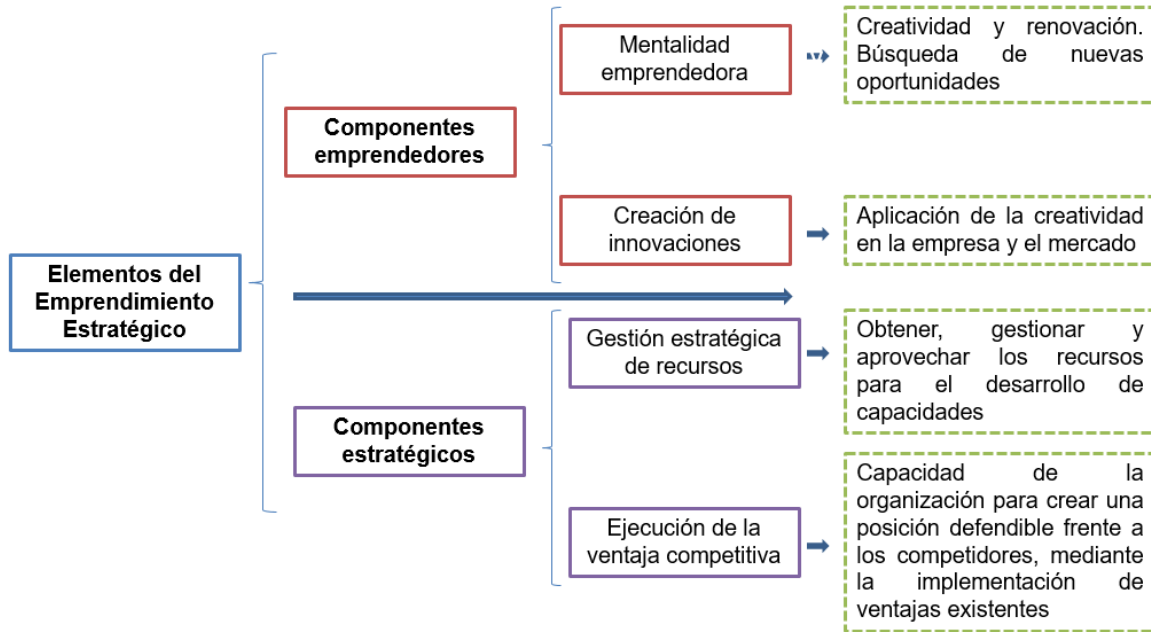 Elementos del
Emprendimiento
Estratégico
Componentes
emprendedores
Mentalidad
emprendedora
Creatividad y renovación.
Búsqueda de nuevas
oportunidades
Creación de
innovaciones
Aplicación de la creatividad
en la empresa y el mercado
Componentes
estratégicos
Gestión estratégica
de recursos
Obtener, gestionar y
aprovechar los recursos
para el desarrollo de
capacidades
Ejecución de la
ventaja competitiva
Capacidad de la
organización para crear una
posición defendible frente a
los competidores, mediante
la implementación de
ventajas existentes